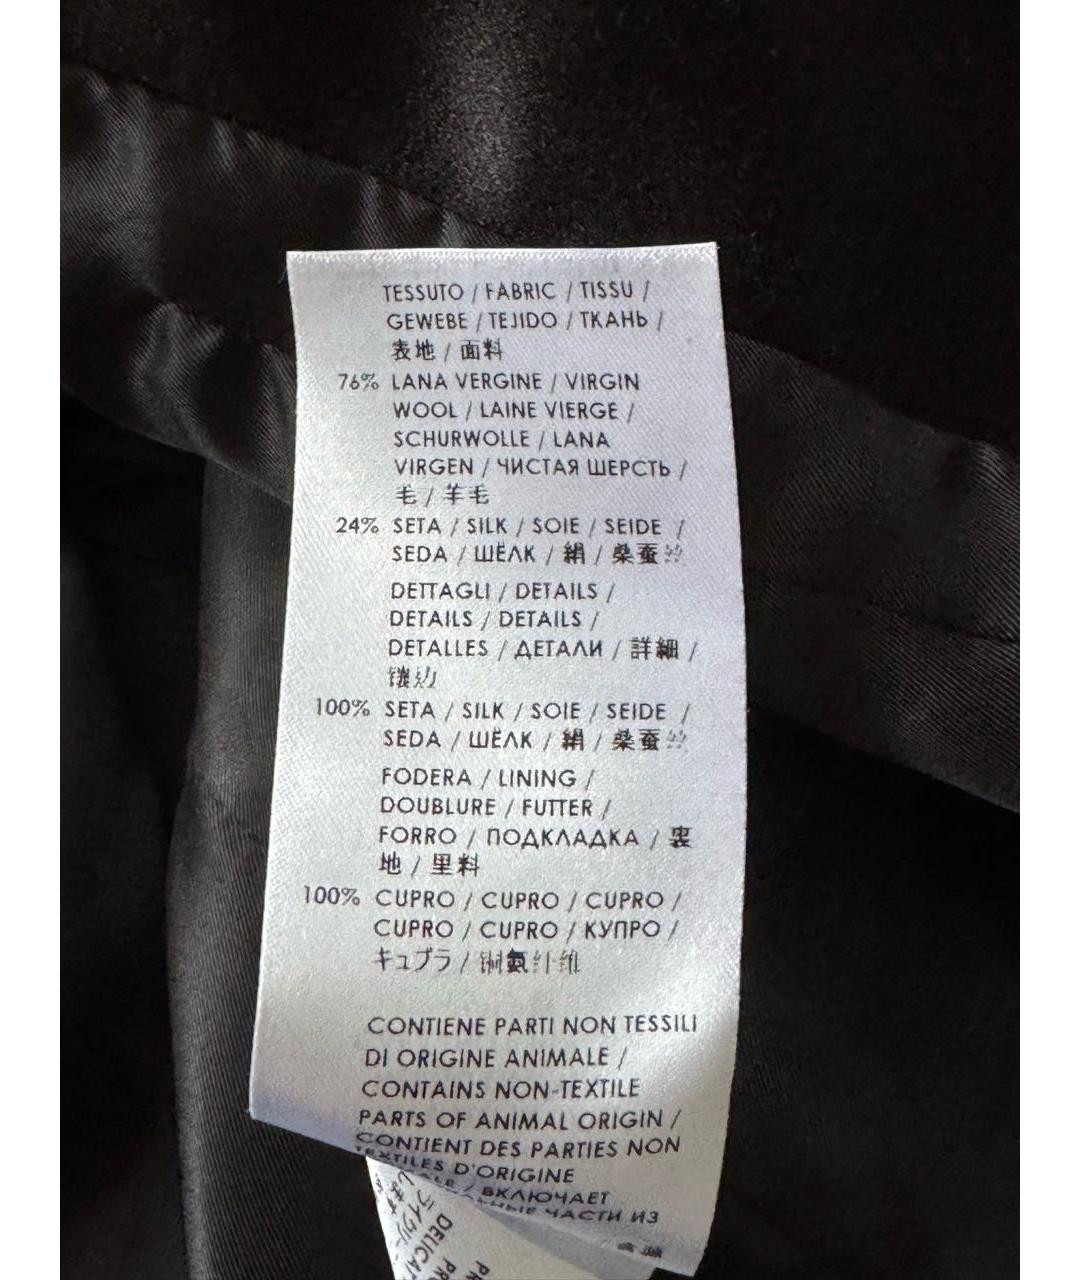 TESSUTO / FABRIC / TISSU /
GEWEBE / TEJIDO / ТКАНЬ /
表地 / 面料
76% LANA VERGINE / VIRGIN
WOOL / LAINE VIERGE /
SCHURWOLLE / LANA
VIRGEN / ЧИСТАЯ ШЕРСТЬ /
毛 / 羊毛
24% SETA / SILK / SOIE / SEIDE /
SEDA / ШЁЛК / 絹 / 桑蚕丝
DETTAGLI / DETAILS /
DETAILS / DETAILS /
DETALLES / ДЕТАЛИ / 詳細 /
镶边
100% SETA / SILK / SOIE / SEIDE /
SEDA / ШЁЛК / 絹 / 桑蚕丝
FODERA / LINING /
DOUBLURE / FUTTER /
FORRO / ПОДКЛАДКА / 裏
地 / 里料
100% CUPRO / CUPRO / CUPRO /
CUPRO / CUPRO / КУПРО /
キュプラ / 铜氨纤维
CONTIENE PARTI NON TESSILI
DI ORIGINE ANIMALE /
CONTAINS NON-TEXTILE
PARTS OF ANIMAL ORIGIN /
CONTIENT DES PARTIES NON
TEXTILES D'ORIGINE
/ ВКЛЮЧАЕТ
ЧАСТИ ИЗ